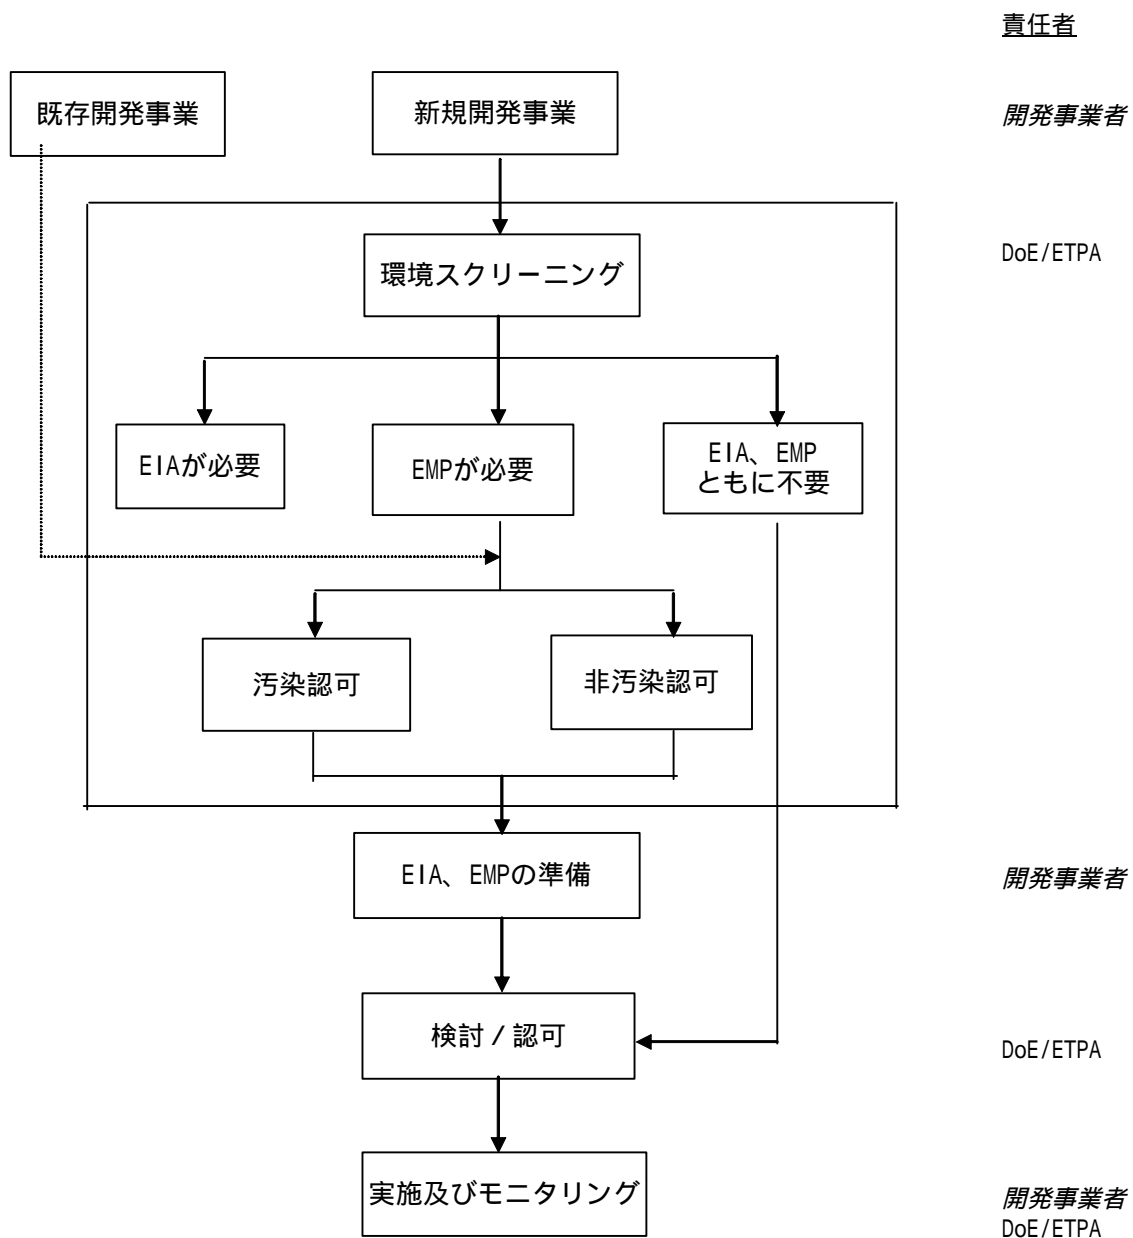 責任者
既存開発事業
新規開発事業
開発事業者
環境スクリーニング
DoE/ETPA
EIAが必要
EMPが必要
EIA、EMP
ともに不要
汚染認可
非汚染認可
EIA、EMPの準備
開発事業者
検討/認可
DoE/ETPA
実施及びモニタリング
開発事業者
DoE/ETPA